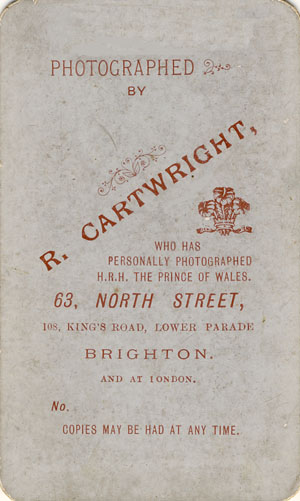 PHOTOGRAPHED
BY
R. CARTWRIGHT,
WHO HAS
PERSONALLY PHOTOGRAPHED
H.R.H. THE PRINCE OF WALES.
63, NORTH STREET,
108, KING'S ROAD, LOWER PARADE
BRIGHTON.
AND AT LONDON.
No.
COPIES MAY BE HAD AT ANY TIME.